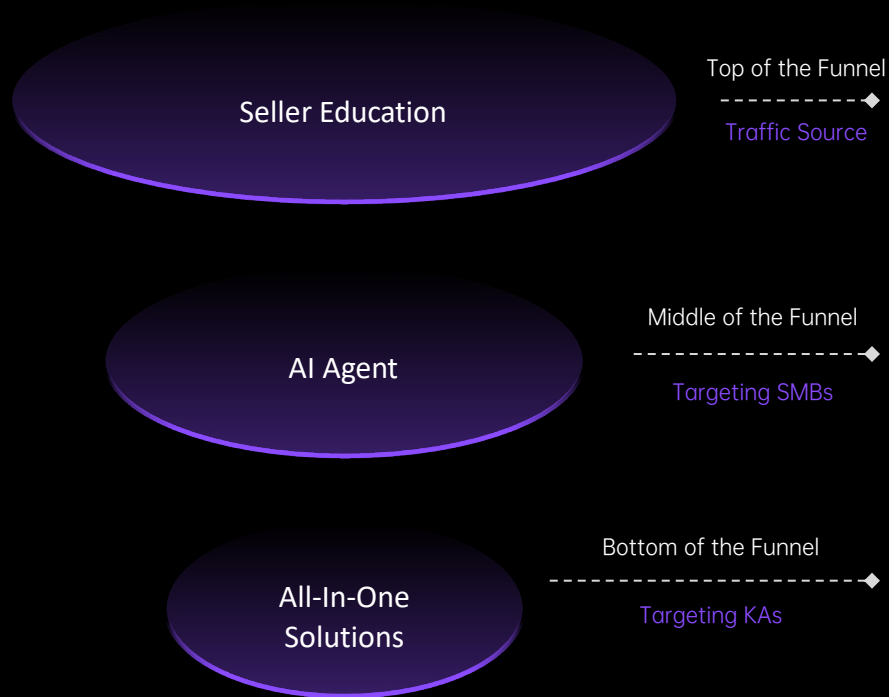 Seller Education
Top of the Funnel
Traffic Source
AI Agent
Middle of the Funnel
Targeting SMBs
All-In-One
Solutions
Bottom of the Funnel
Targeting KAs